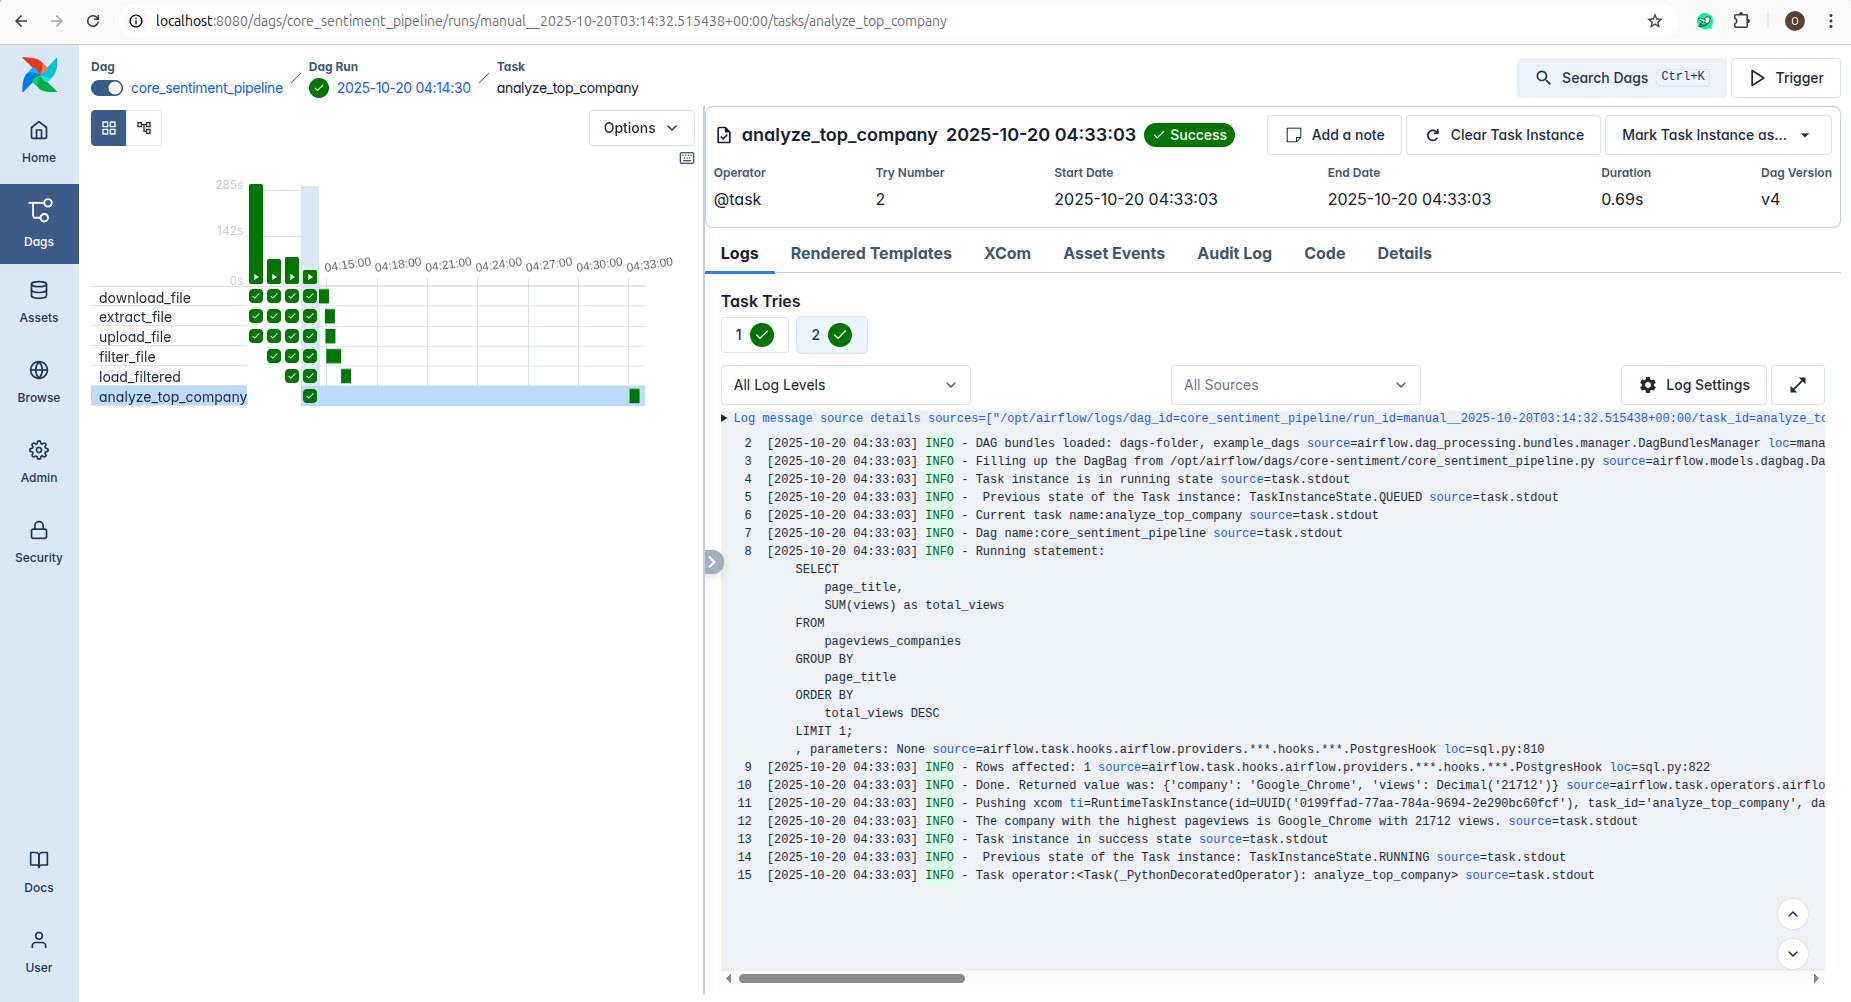 localhost:8080/dags/core_sentiment_pipeline/runs/manual__2025-10-20T03:14:32.515438+00:00/tasks/analyze_top_company
O
Home
Dags
Assets
Browse
Admin
Security
Docs
User
Dag
core_sentiment_pipeline
Dag Run
2025-10-20 04:14:30
Task
analyze_top_company
Search Dags Ctrl+K
Trigger
Options
285s
142s
0s
04:15:00 04:18:00 04:21:00 04:24:00 04:27:00 04:30:00 04:33:00
download_file
extract_file
upload_file
filter_file
load_filtered
analyze_top_company
analyze_top_company 2025-10-20 04:33:03 Success
Add a note
Clear Task Instance
Mark Task Instance as...
Operator Try Number Start Date End Date Duration Dag Version
@task 2 2025-10-20 04:33:03 2025-10-20 04:33:03 0.69s v4
Logs Rendered Templates XCom Asset Events Audit Log Code Details
Task Tries
1 2
All Log Levels
All Sources
Log Settings
Log message source details sources=["/opt/airflow/logs/dag_id=core_sentiment_pipeline/run_id=manual__2025-10-20T03:14:32.515438+00:00/task_id=analyze_to
2 [2025-10-20 04:33:03] INFO - DAG bundles loaded: dags-folder, example_dags source=airflow.dag_processing.bundles.manager.DagBundlesManager loc=mana
3 [2025-10-20 04:33:03] INFO - Filling up the DagBag from /opt/airflow/dags/core-sentiment/core_sentiment_pipeline.py source=airflow.models.dagbag.Da
4 [2025-10-20 04:33:03] INFO - Task instance is in running state source=task.stdout
5 [2025-10-20 04:33:03] INFO -  Previous state of the Task instance: TaskInstanceState.QUEUED source=task.stdout
6 [2025-10-20 04:33:03] INFO - Current task name:analyze_top_company source=task.stdout
7 [2025-10-20 04:33:03] INFO - Dag name:core_sentiment_pipeline source=task.stdout
8 [2025-10-20 04:33:03] INFO - Running statement:
SELECT
page_title,
SUM(views) as total_views
FROM
pageviews_companies
GROUP BY
page_title
ORDER BY
total_views DESC
LIMIT 1;
, parameters: None source=airflow.task.hooks.airflow.providers.***.hooks.***.PostgresHook loc=sql.py:810
9 [2025-10-20 04:33:03] INFO - Rows affected: 1 source=airflow.task.hooks.airflow.providers.***.hooks.***.PostgresHook loc=sql.py:822
10 [2025-10-20 04:33:03] INFO - Done. Returned value was: {'company': 'Google_Chrome', 'views': Decimal('21712')} source=airflow.task.operators.airflo
11 [2025-10-20 04:33:03] INFO - Pushing xcom ti=RuntimeTaskInstance(id=UUID('0199ffad-77aa-784a-9694-2e290bc60fcf'), task_id='analyze_top_company', da
12 [2025-10-20 04:33:03] INFO - The company with the highest pageviews is Google_Chrome with 21712 views. source=task.stdout
13 [2025-10-20 04:33:03] INFO - Task instance in success state source=task.stdout
14 [2025-10-20 04:33:03] INFO -  Previous state of the Task instance: TaskInstanceState.RUNNING source=task.stdout
15 [2025-10-20 04:33:03] INFO - Task operator:<Task(_PythonDecoratedOperator): analyze_top_company> source=task.stdout